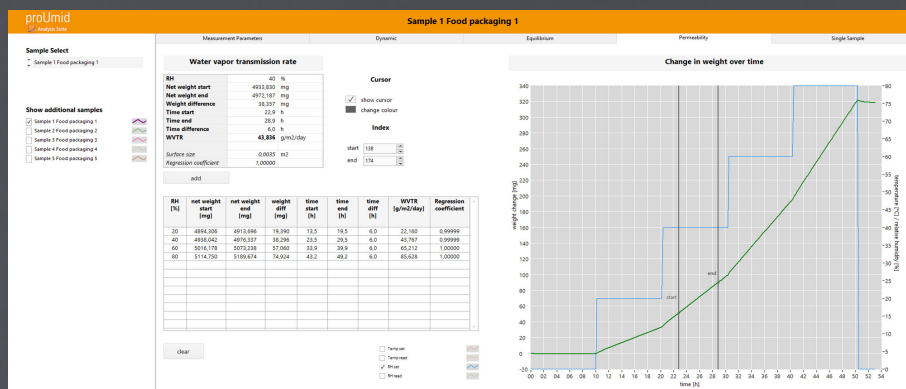 proUmid
Analysis Suite
Sample 1 Food packaging 1
Measurement Parameters Dynamic Equilibrium Permeability Single Sample
Sample Select
Sample 1 Food packaging 1
Show additional samples
Sample 1 Food packaging 1
Sample 2 Food packaging 2
Sample 3 Food packaging 3
Sample 4 Food packaging 4
Sample 5 Food packaging 5
Water vapor transmission rate
RH 40 %
Net weight start 4933,830 mg
Net weight end 4972,187 mg
Weight difference 38,357 mg
Time start 22,9 h
Time end 28,9 h
Time difference 6,0 h
WVTR 43,836 g/m2/day
Surface size 0,0035 m2
Regression coefficient 1,00000
add
Cursor
show cursor
change colour
Index
start 138
end 174
RH [%] net weight start [mg] net weight end [mg] weight diff [mg] time start [h] time end [h] time diff [h] WVTR [g/m2/day] Regression coefficient
20 4894,306 4913,696 19,390 13,5 19,5 6,0 22,160 0,99999
40 4938,042 4976,337 38,296 23,5 29,5 6,0 43,767 0,99999
60 5016,178 5073,238 57,060 33,9 39,9 6,0 65,212 1,00000
80 5114,750 5189,674 74,924 43,2 49,2 6,0 85,628 1,00000
clear
Temp set
Temp read
RH set
RH read
Change in weight over time
weight change [mg]
340
320
300
280
260
240
220
200
180
160
140
120
100
80
60
40
20
0
-20
start
end
80
75
70
65
60
55
50
45
40
35
30
25
20
15
10
5
0
temperature [°C] / relative humidity [%]
00 02 04 06 08 10 12 14 16 18 20 22 24 26 28 30 32 34 36 38 40 42 44 46 48 50 52 54
time [h]